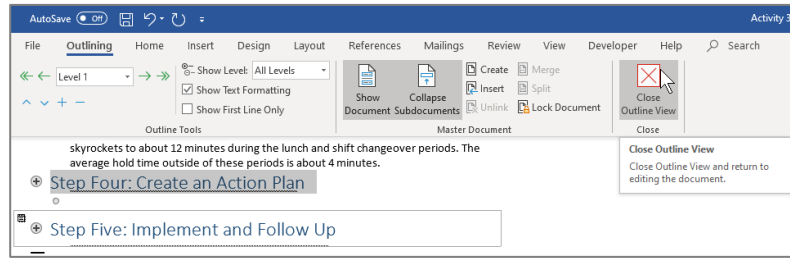 AutoSave Off Activity 3
File Outlining Home Insert Design Layout References Mailings Review View Developer Help Search
Level 1 Show Level: All Levels
Show Text Formatting
Show First Line Only
Outline Tools
Show Document
Collapse Subdocuments
Create Merge
Insert Split
Unlink Lock Document
Master Document
Close Outline View
Close
Close Outline View
Close Outline View and return to
editing the document.
skyrockets to about 12 minutes during the lunch and shift changeover periods. The
average hold time outside of these periods is about 4 minutes.
Step Four: Create an Action Plan
Step Five: Implement and Follow Up